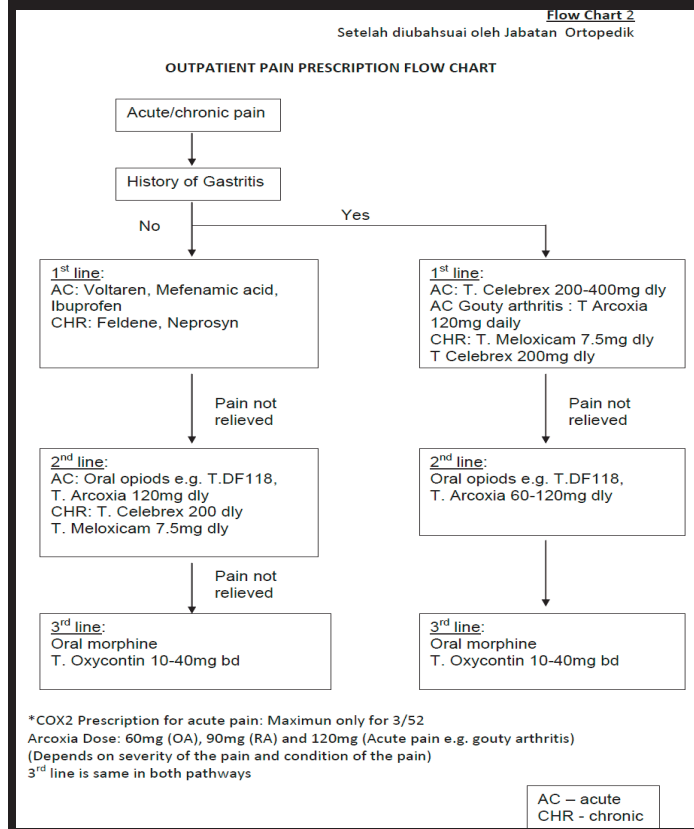 Flow Chart 2
Setelah diubahsuai oleh Jabatan Ortopedik
OUTPATIENT PAIN PRESCRIPTION FLOW CHART
Acute/chronic pain
History of Gastritis
No
Yes
1st line:
AC: Voltaren, Mefenamic acid,
Ibuprofen
CHR: Feldene, Neprosyn
1st line:
AC: T. Celebrex 200-400mg dly
AC Gouty arthritis : T Arcoxia
120mg daily
CHR: T. Meloxicam 7.5mg dly
T Celebrex 200mg dly
Pain not
relieved
Pain not
relieved
2nd line:
AC: Oral opiods e.g. T.DF118,
T. Arcoxia 120mg dly
CHR: T. Celebrex 200 dly
T. Meloxicam 7.5mg dly
2nd line:
Oral opiods e.g. T.DF118,
T. Arcoxia 60-120mg dly
Pain not
relieved
3rd line:
Oral morphine
T. Oxycontin 10-40mg bd
3rd line:
Oral morphine
T. Oxycontin 10-40mg bd
*COX2 Prescription for acute pain: Maximun only for 3/52
Arcoxia Dose: 60mg (OA), 90mg (RA) and 120mg (Acute pain e.g. gouty arthritis)
(Depends on severity of the pain and condition of the pain)
3rd line is same in both pathways
AC – acute
CHR - chronic